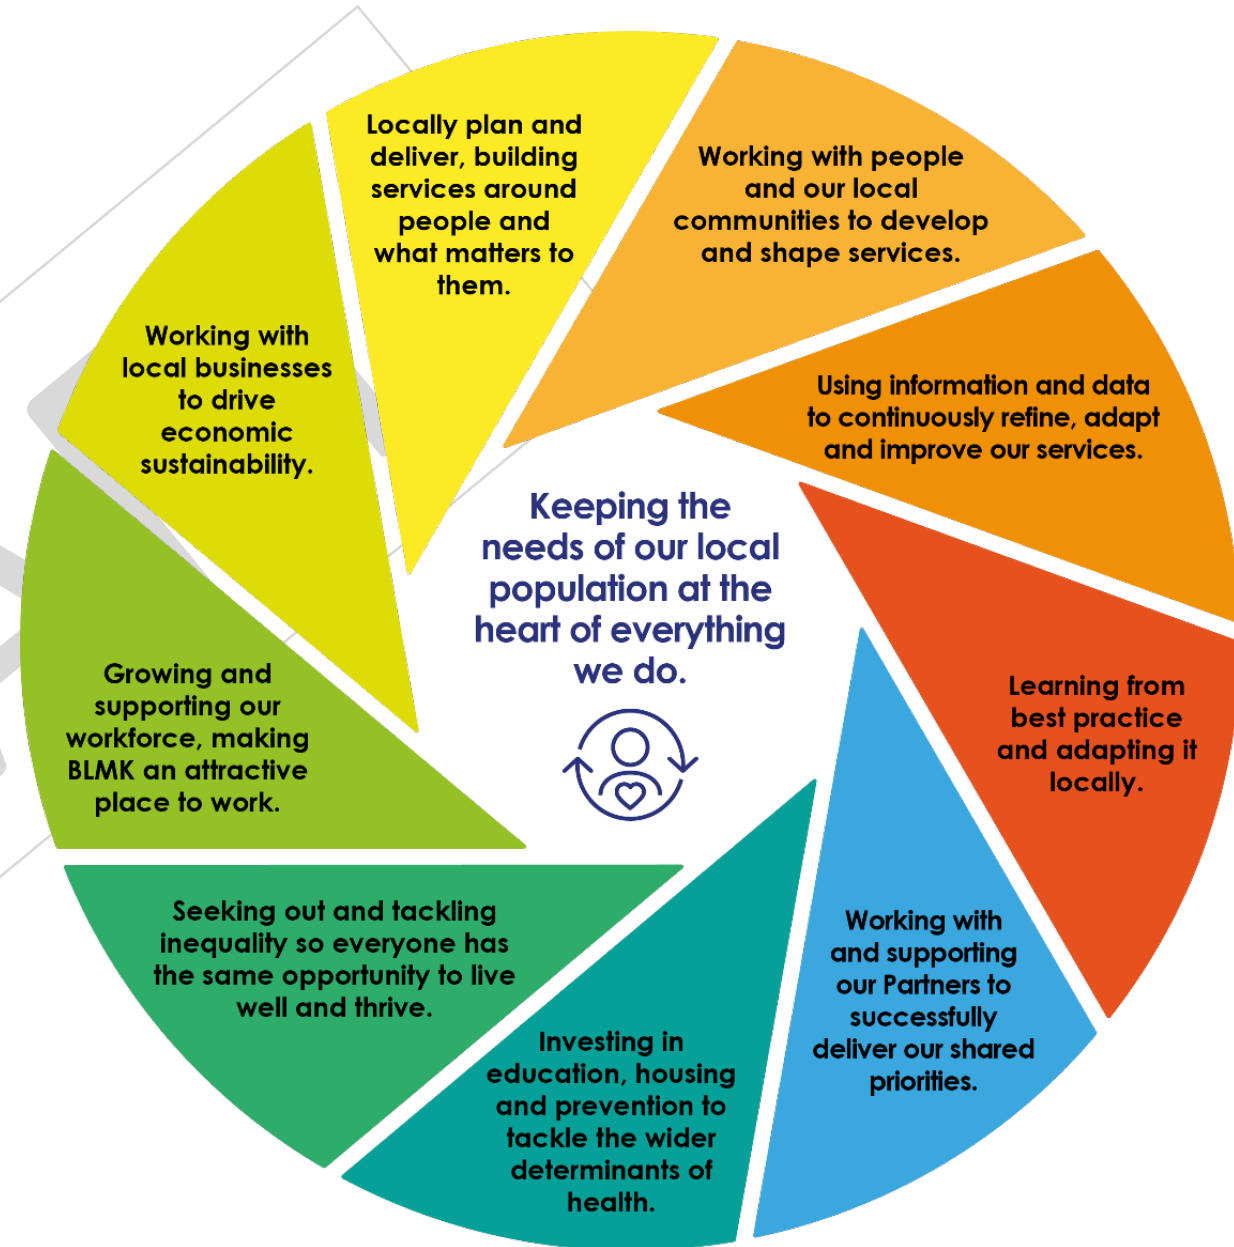 Locally plan and
deliver, building
services around
people and
what matters to
them.
Working with people
and our local
communities to develop
and shape services.
Using information and data
to continuously refine, adapt
and improve our services.
Learning from
best practice
and adapting it
locally.
Working with
and supporting
our Partners to
successfully
deliver our shared
priorities.
Investing in
education, housing
and prevention to
tackle the wider
determinants of
health.
Seeking out and tackling
inequality so everyone has
the same opportunity to live
well and thrive.
Growing and
supporting our
workforce, making
BLMK an attractive
place to work.
Working with
local businesses
to drive
economic
sustainability.
Keeping the
needs of our local
population at the
heart of everything
we do.